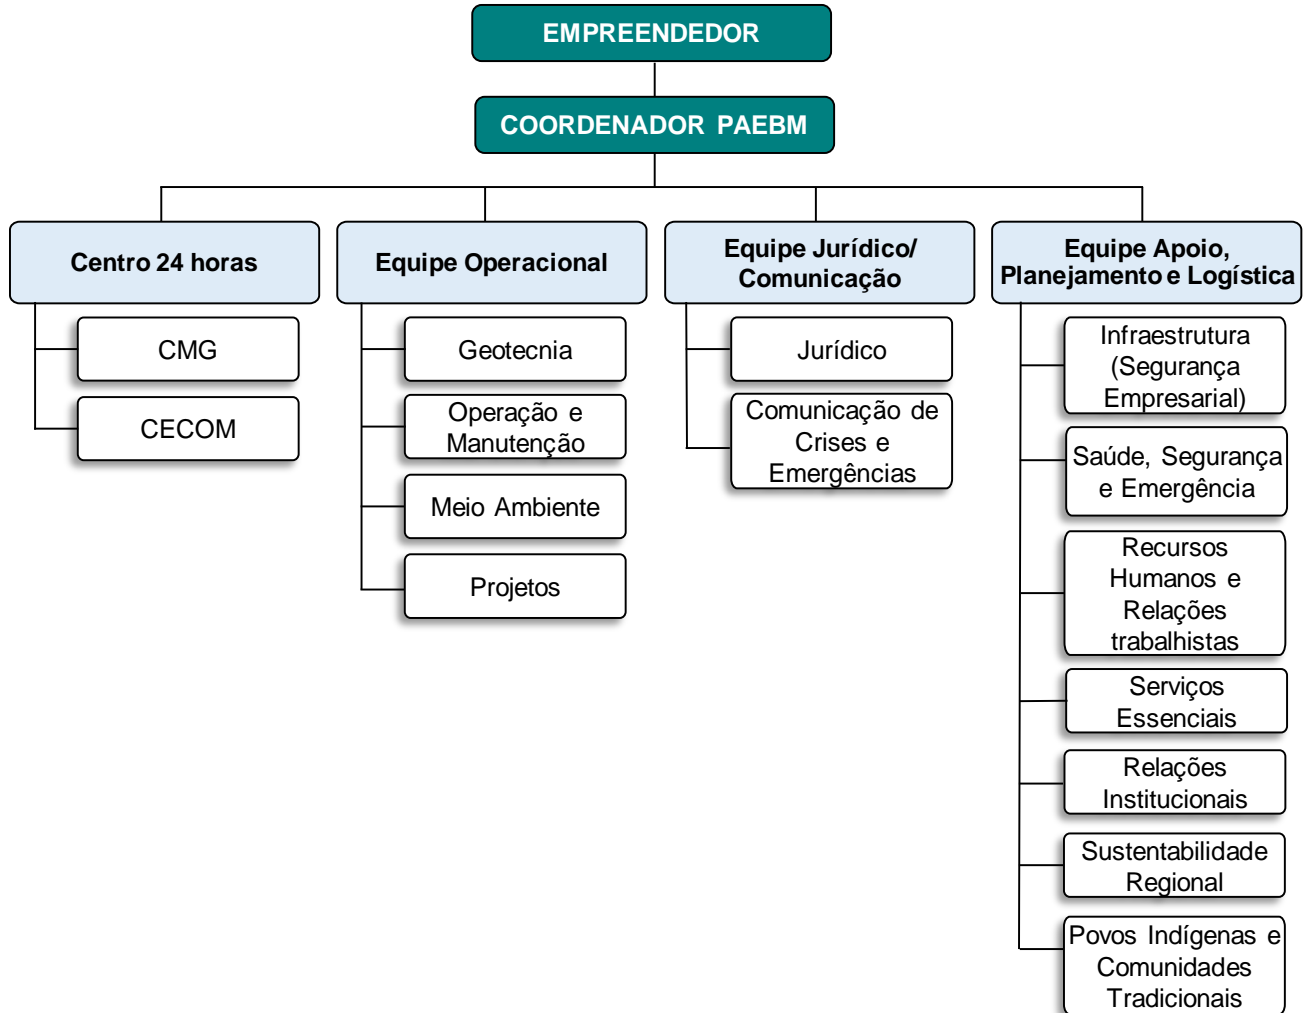 EMPREENDEDOR
COORDENADOR PAEBM
Centro 24 horas
CMG
CECOM
Equipe Operacional
Geotecnia
Operação e
Manutenção
Meio Ambiente
Projetos
Equipe Jurídico/
Comunicação
Jurídico
Comunicação de
Crises e
Emergências
Equipe Apoio,
Planejamento e Logística
Infraestrutura
(Segurança
Empresarial)
Saúde, Segurança
e Emergência
Recursos
Humanos e
Relações
trabalhistas
Serviços
Essenciais
Relações
Institucionais
Sustentabilidade
Regional
Povos Indígenas e
Comunidades
Tradicionais